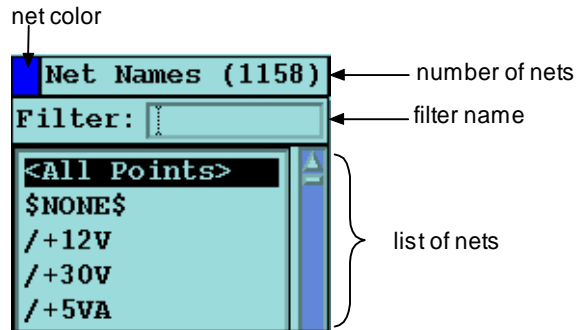 net color
Net Names (1158)
number of nets
Filter:
filter name
<All Points>
$NONE$
/+12V
/+30V
/+5VA
list of nets